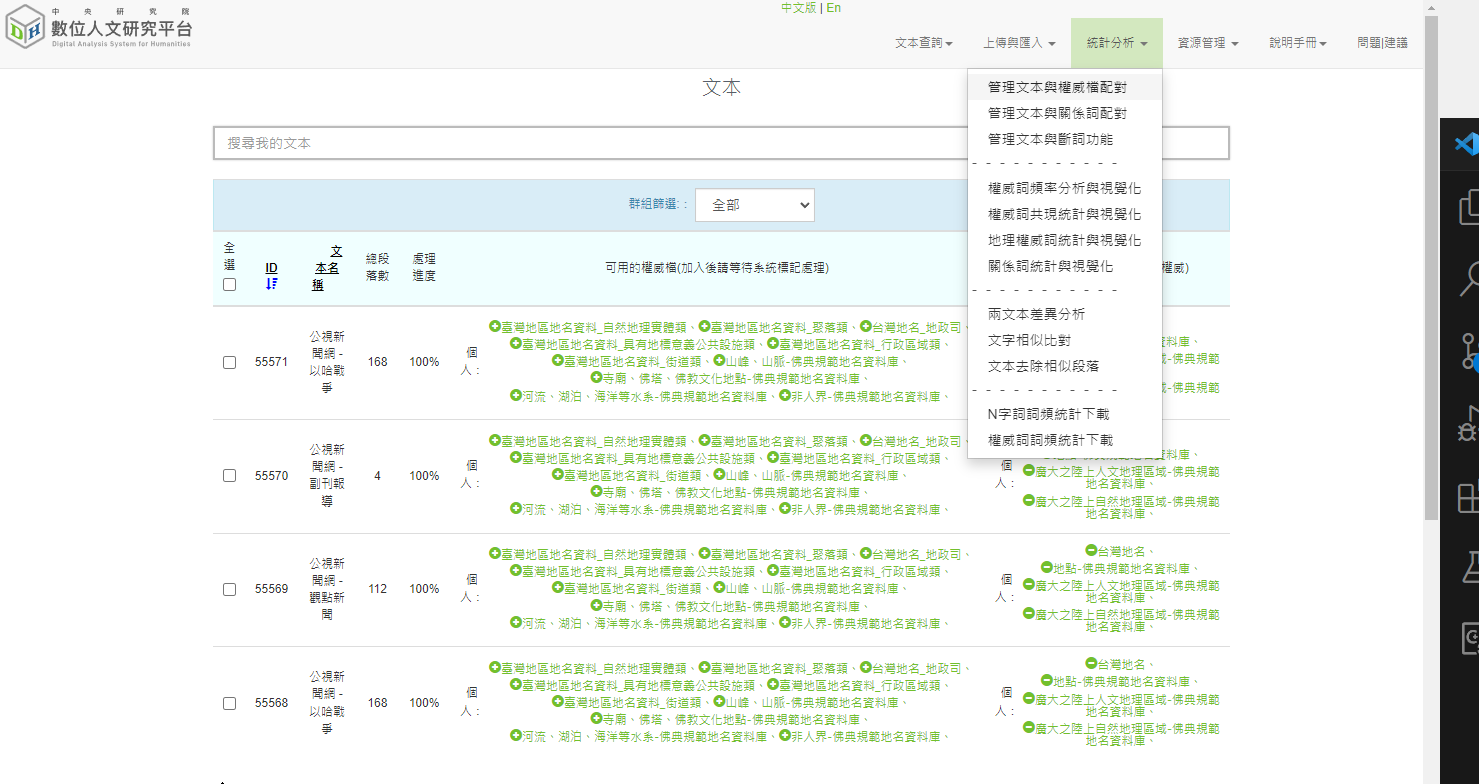 中文版 | En
中 央 研 究 院
數位人文研究平台
Digital Analysis System for Humanities
文本查詢 上傳與匯入 統計分析 資源管理 說明手冊 問題|建議
文本
搜尋我的文本
管理文本與權威檔配對
管理文本與關係詞配對
管理文本與斷詞功能
- - - - - - - - - - -
權威詞頻率分析與視覺化
權威詞共現統計與視覺化
地理權威詞統計與視覺化
關係詞統計與視覺化
- - - - - - - - - - -
兩文本差異分析
文字相似比對
文本去除相似段落
- - - - - - - - - - -
N字詞詞頻統計下載
權威詞詞頻統計下載
群組篩選: : 全部
全選
ID
文本名稱
總段落數
處理進度
可用的權威檔(加入後請等待系統標記處理)
權威)
55571
公視新
聞網 -
以哈戰
爭
168
100%
個
人 :
臺灣地區地名資料_自然地理實體類、臺灣地區地名資料_聚落類、台灣地名_地政司、
臺灣地區地名資料_具有地標意義公共設施類、臺灣地區地名資料_行政區域類、
臺灣地區地名資料_街道類、山峰、山脈-佛典規範地名資料庫、
寺廟、佛塔、佛教文化地點-佛典規範地名資料庫、
河流、湖泊、海洋等水系-佛典規範地名資料庫、非人界-佛典規範地名資料庫、
55570
公視新
聞網 -
副刊報
導
4
100%
個
人 :
臺灣地區地名資料_自然地理實體類、臺灣地區地名資料_聚落類、台灣地名_地政司、
臺灣地區地名資料_具有地標意義公共設施類、臺灣地區地名資料_行政區域類、
臺灣地區地名資料_街道類、山峰、山脈-佛典規範地名資料庫、
寺廟、佛塔、佛教文化地點-佛典規範地名資料庫、
河流、湖泊、海洋等水系-佛典規範地名資料庫、非人界-佛典規範地名資料庫、
個
人 :
廣大之陸上人文地理區域-佛典規範
地名資料庫、
廣大之陸上自然地理區域-佛典規範
地名資料庫、
55569
公視新
聞網 -
觀點新
聞
112
100%
個
人 :
臺灣地區地名資料_自然地理實體類、臺灣地區地名資料_聚落類、台灣地名_地政司、
臺灣地區地名資料_具有地標意義公共設施類、臺灣地區地名資料_行政區域類、
臺灣地區地名資料_街道類、山峰、山脈-佛典規範地名資料庫、
寺廟、佛塔、佛教文化地點-佛典規範地名資料庫、
河流、湖泊、海洋等水系-佛典規範地名資料庫、非人界-佛典規範地名資料庫、
個
人 :
台灣地名、
地點-佛典規範地名資料庫、
廣大之陸上人文地理區域-佛典規範
地名資料庫、
廣大之陸上自然地理區域-佛典規範
地名資料庫、
55568
公視新
聞網 -
以哈戰
爭
168
100%
個
人 :
臺灣地區地名資料_自然地理實體類、臺灣地區地名資料_聚落類、台灣地名_地政司、
臺灣地區地名資料_具有地標意義公共設施類、臺灣地區地名資料_行政區域類、
臺灣地區地名資料_街道類、山峰、山脈-佛典規範地名資料庫、
寺廟、佛塔、佛教文化地點-佛典規範地名資料庫、
河流、湖泊、海洋等水系-佛典規範地名資料庫、非人界-佛典規範地名資料庫、
個
人 :
台灣地名、
地點-佛典規範地名資料庫、
廣大之陸上人文地理區域-佛典規範
地名資料庫、
廣大之陸上自然地理區域-佛典規範
地名資料庫、